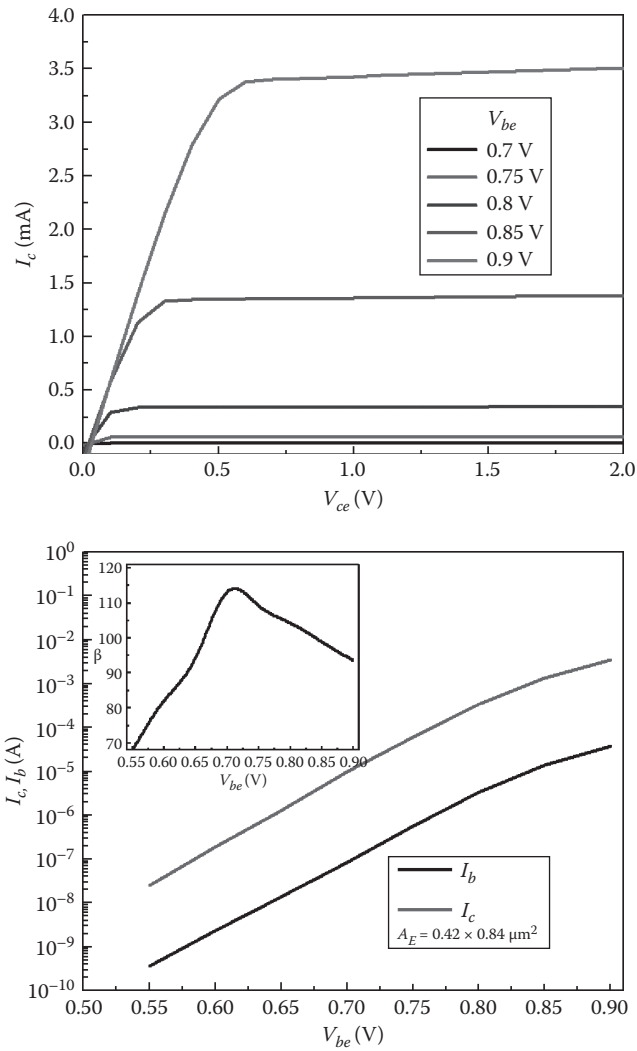 4.0
3.5
3.0
2.5
2.0
1.5
1.0
0.5
0.0
I_c (mA)
V_be
0.7 V
0.75 V
0.8 V
0.85 V
0.9 V
0.0 0.5 1.0 1.5 2.0
V_ce (V)
10^0
10^−1
10^−2
10^−3
10^−4
10^−5
10^−6
10^−7
10^−8
10^−9
10^−10
I_c, I_b (A)
120
110
100
90
80
70
β
0.55 0.60 0.65 0.70 0.75 0.80 0.85 0.90
V_be (V)
I_b
I_c
A_E = 0.42 × 0.84 μm²
0.50 0.55 0.60 0.65 0.70 0.75 0.80 0.85 0.90
V_be (V)